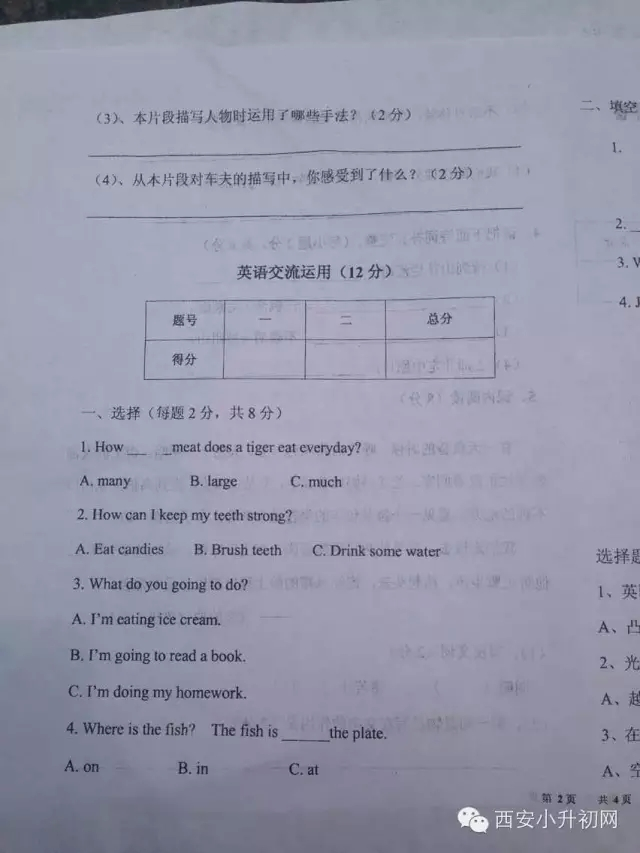 (3)、本片段描写人物时运用了哪些手法?(2分)
(4)、从本片段对车夫的描写中,你感受到了什么?(2分)
英语交流运用(12分)
题号 一 二 总分
得分
一、选择(每题2分,共8分)
1. How ___ _meat does a tiger eat everyday?
A. many B. large C. much
2. How can I keep my teeth strong?
A. Eat candies B. Brush teeth C. Drink some water
3. What do you going to do?
A. I'm eating ice cream.
B. I'm going to read a book.
C. I'm doing my homework.
4. Where is the fish? The fish is ______the plate.
A. on B. in C. at
第2页 共4页
二、填空
1.
2. __
3. W
4. J
选择题
1、英
A、凸
2、光
A、越
3、在
A、空
西安小升初网